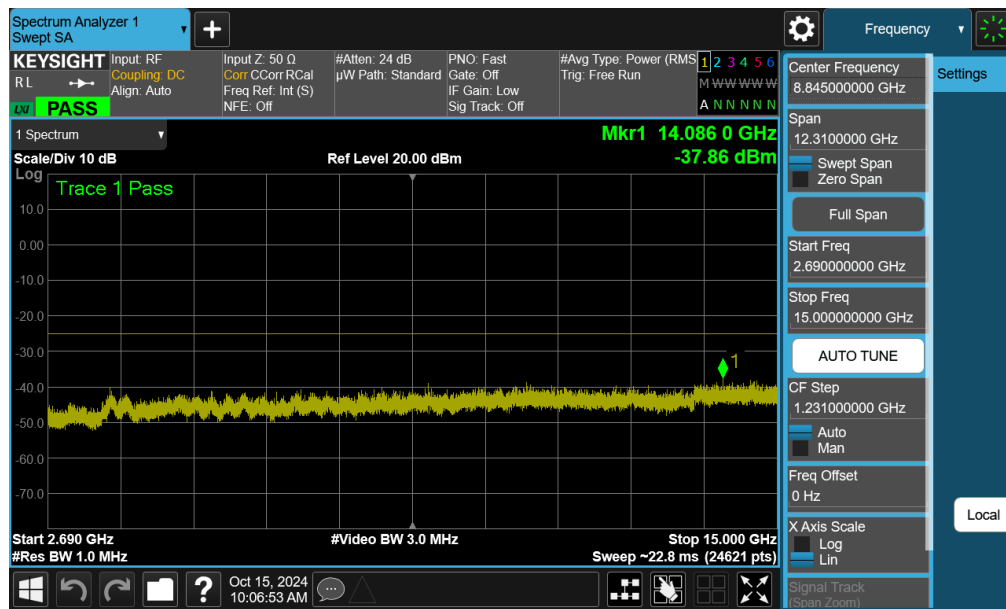 Spectrum Analyzer 1
Swept SA
+
Frequency
KEYSIGHT
R L
LXI PASS
Input: RF
Coupling: DC
Align: Auto
Input Z: 50 Ω
Corr CCorr RCal
Freq Ref: Int (S)
NFE: Off
#Atten: 24 dB
µW Path: Standard
PNO: Fast
Gate: Off
IF Gain: Low
Sig Track: Off
#Avg Type: Power (RMS
Trig: Free Run
1 2 3 4 5 6
M W W W W W
A N N N N N
1 Spectrum
Mkr1 14.086 0 GHz
Scale/Div 10 dB
Ref Level 20.00 dBm
-37.86 dBm
Log
Trace 1 Pass
10.0
0.00
-10.0
-20.0
-30.0
1
-40.0
-50.0
-60.0
-70.0
Start 2.690 GHz
#Video BW 3.0 MHz
Stop 15.000 GHz
#Res BW 1.0 MHz
Sweep ~22.8 ms (24621 pts)
?
Oct 15, 2024
10:06:53 AM
Center Frequency
8.845000000 GHz
Span
12.3100000 GHz
Swept Span
Zero Span
Full Span
Start Freq
2.690000000 GHz
Stop Freq
15.000000000 GHz
AUTO TUNE
CF Step
1.231000000 GHz
Auto
Man
Freq Offset
0 Hz
X Axis Scale
Log
Lin
Signal Track
(Span Zoom)
Settings
Local